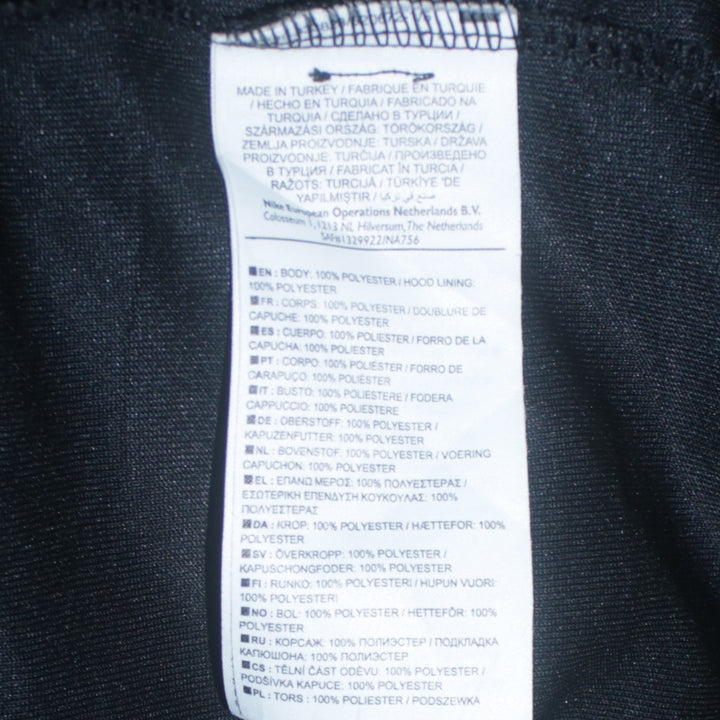 MADE IN TURKEY / FABRIQUE EN TURQUIE
/ HECHO EN TURQUIA / FABRICADO NA
TURQUIA / СДЕЛАНО В ТУРЦИИ /
SZÁRMAZÁSI ORSZÁG: TÖRÖKORSZÁG /
ZEMLJA PROIZVODNJE: TURSKA / DRŽAVA
PROIZVODNJE: TURČIJA / ПРОИЗВЕДЕНО
В ТУРЦИЯ / FABRICAT ÎN TURCIA /
RAŽOTS: TURCIJĀ / TÜRKİYE 'DE
YAPILMIŞTIR / صنع في تركيا
Nike European Operations Netherlands B.V.
Colosseum 1, 1213 NL Hilversum, The Netherlands
SAF#1329922/NA756
EN : BODY: 100% POLYESTER / HOOD LINING:
100% POLYESTER
FR : CORPS: 100% POLYESTER / DOUBLURE DE
CAPUCHE: 100% POLYESTER
ES : CUERPO: 100% POLIESTER / FORRO DE LA
CAPUCHA: 100% POLIESTER
PT : CORPO: 100% POLIÉSTER / FORRO DE
CARAPUÇO: 100% POLIÉSTER
IT : BUSTO: 100% POLIESTERE / FODERA
CAPPUCCIO: 100% POLIESTERE
DE : OBERSTOFF: 100% POLYESTER /
KAPUZENFUTTER: 100% POLYESTER
NL : BOVENSTOF: 100% POLYESTER / VOERING
CAPUCHON: 100% POLYESTER
EL : ΕΠΑΝΩ ΜΕΡΟΣ: 100% ΠΟΛΥΕΣΤΕΡΑΣ /
ΕΣΩΤΕΡΙΚΗ ΕΠΕΝΔΥΣΗ ΚΟΥΚΟΥΛΑΣ: 100%
ΠΟΛΥΕΣΤΕΡΑΣ
DA : KROP: 100% POLYESTER / HÆTTEFOR: 100%
POLYESTER
SV : ÖVERKROPP: 100% POLYESTER /
KAPUSCHONGFODER: 100% POLYESTER
FI : RUNKO: 100% POLYESTERI / HUPUN VUORI:
100% POLYESTERI
NO : BOL: 100% POLYESTER / HETTEFÔR: 100%
POLYESTER
RU : КОРСАЖ: 100% ПОЛИЭСТЕР / ПОДКЛАДКА
КАПЮШОНА: 100% ПОЛИЭСТЕР
CS : TĚLNÍ ČÁST ODĚVU: 100% POLYESTER /
PODŠÍVKA KAPUCE: 100% POLYESTER
PL : TORS : 100% POLIESTER / PODSZEWKA